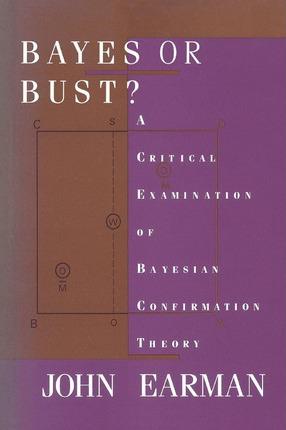 BAYES OR
BUST?
A
CRITICAL
EXAMINATION
OF
BAYESIAN
CONFIRMATION
THEORY
C
S
D
W
D
M
D
M
B
O
M
JOHN EARMAN